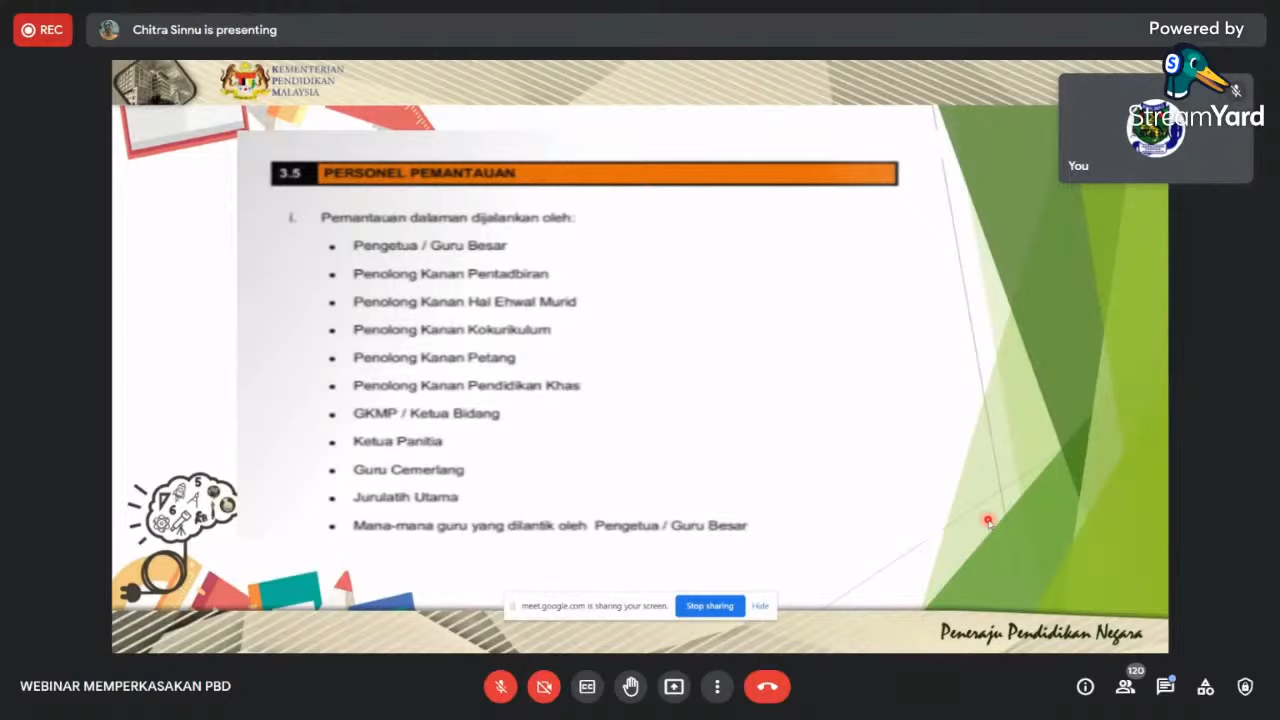 REC
Chitra Sinnu is presenting
Powered by
StreamYard
KEMENTERIAN
PENDIDIKAN
MALAYSIA
You
3.5 PERSONEL PEMANTAUAN
i. Pemantauan dalaman dijalankan oleh:
• Pengetua / Guru Besar
• Penolong Kanan Pentadbiran
• Penolong Kanan Hal Ehwal Murid
• Penolong Kanan Kokurikulum
• Penolong Kanan Petang
• Penolong Kanan Pendidikan Khas
• GKMP / Ketua Bidang
• Ketua Panitia
• Guru Cemerlang
• Jurulatih Utama
• Mana-mana guru yang dilantik oleh Pengetua / Guru Besar
meet.google.com is sharing your screen. Stop sharing Hide
Peneraju Pendidikan Negara
WEBINAR MEMPERKASAKAN PBD
120